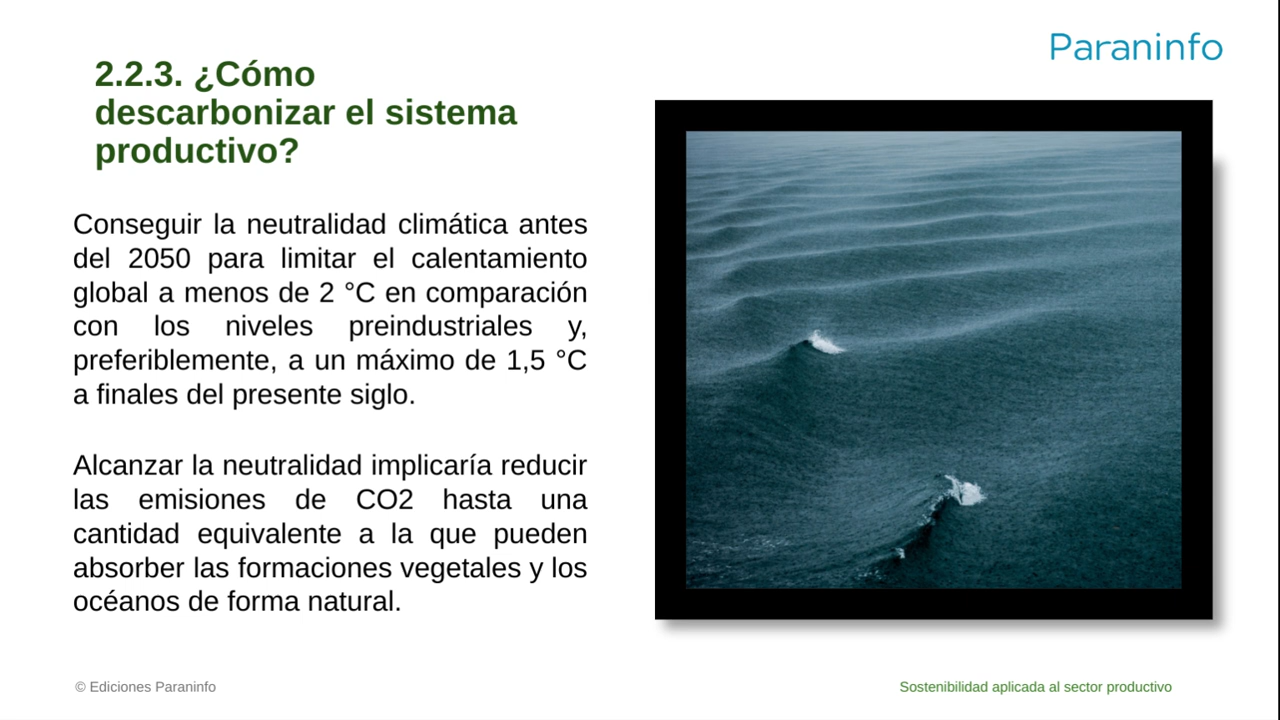 Paraninfo
2.2.3. ¿Cómo
descarbonizar el sistema
productivo?
Conseguir la neutralidad climática antes
del 2050 para limitar el calentamiento
global a menos de 2 °C en comparación
con los niveles preindustriales y,
preferiblemente, a un máximo de 1,5 °C
a finales del presente siglo.
Alcanzar la neutralidad implicaría reducir
las emisiones de CO2 hasta una
cantidad equivalente a la que pueden
absorber las formaciones vegetales y los
océanos de forma natural.
© Ediciones Paraninfo
Sostenibilidad aplicada al sector productivo